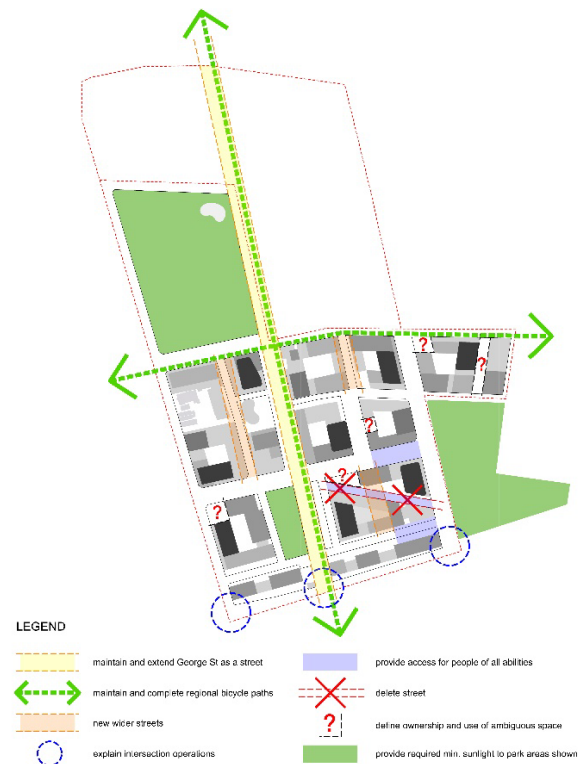 ?
?
?
?
?
LEGEND
maintain and extend George St as a street
provide access for people of all abilities
maintain and complete regional bicycle paths
delete street
new wider streets
? define ownership and use of ambiguous space
explain intersection operations
provide raquired min. sunlight to park areas shown